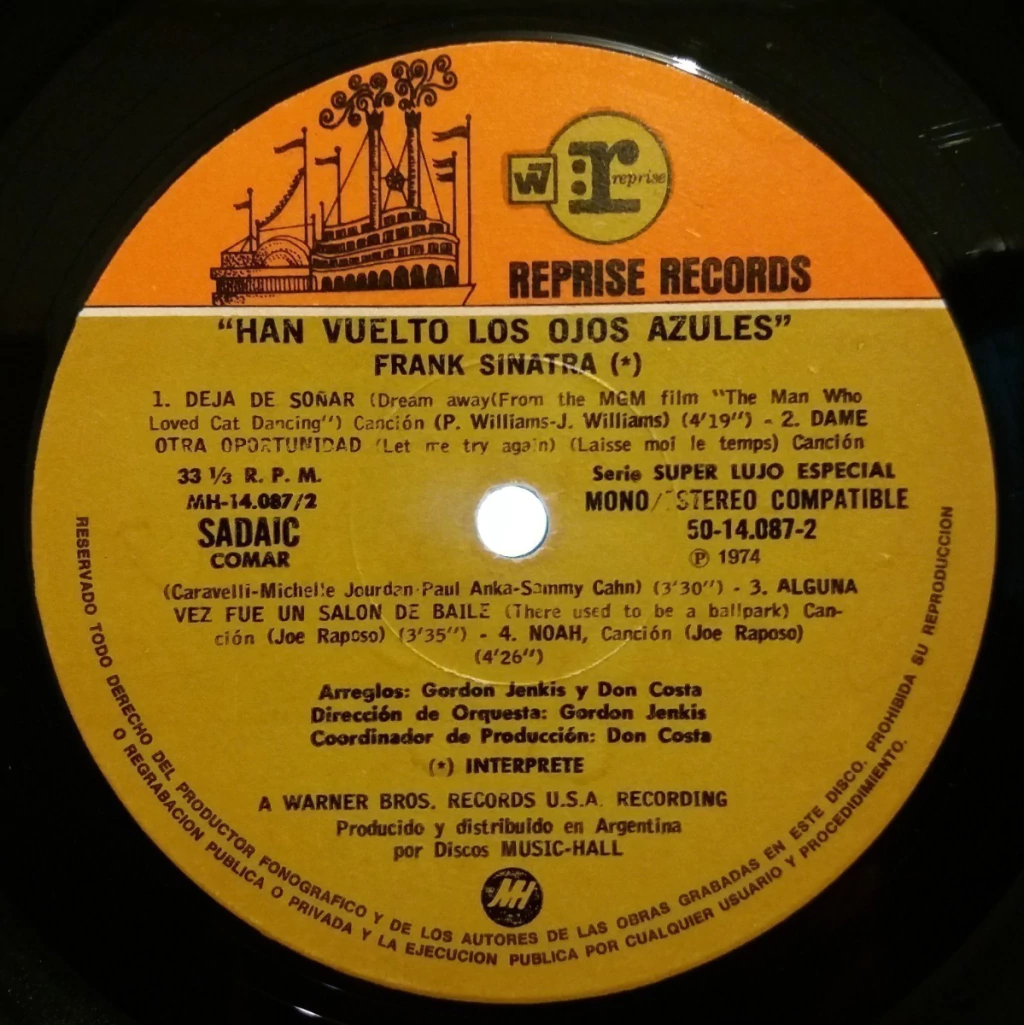 W7 r: reprise
REPRISE RECORDS
"HAN VUELTO LOS OJOS AZULES"
FRANK SINATRA (*)
1. DEJA DE SOÑAR (Dream away(From the MGM film "The Man Who
Loved Cat Dancing") Canción (P. Williams-J. Williams) (4'19") - 2. DAME
OTRA OPORTUNIDAD (Let me try again) (Laisse moi le temps) Canción
33 1/3 R. P. M.
MH-14.087/2
SADAIC
COMAR
Serie SUPER LUJO ESPECIAL
MONO/STEREO COMPATIBLE
50-14.087-2
Ⓟ 1974
(Caravelli-Michelle Jourdan-Paul Anka-Sammy Cahn) (3'30") - 3. ALGUNA
VEZ FUE UN SALON DE BAILE (There used to be a ballpark) Can-
ción (Joe Raposo) (3'35") - 4. NOAH, Canción (Joe Raposo)
(4'26")
Arreglos: Gordon Jenkis y Don Costa
Dirección de Orquesta: Gordon Jenkis
Coordinador de Producción: Don Costa
(*) INTERPRETE
A WARNER BROS. RECORDS U.S.A. RECORDING
Producido y distribuido en Argentina
por Discos MUSIC-HALL
MH
RESERVADO TODO DERECHO DEL PRODUCTOR FONOGRAFICO Y DE LOS AUTORES DE LAS OBRAS GRABADAS EN ESTE DISCO. PROHIBIDA SU REPRODUCCION
O REGRABACION PUBLICA O PRIVADA Y LA EJECUCION PUBLICA POR CUALQUIER USUARIO Y PROCEDIDIMIENTO.